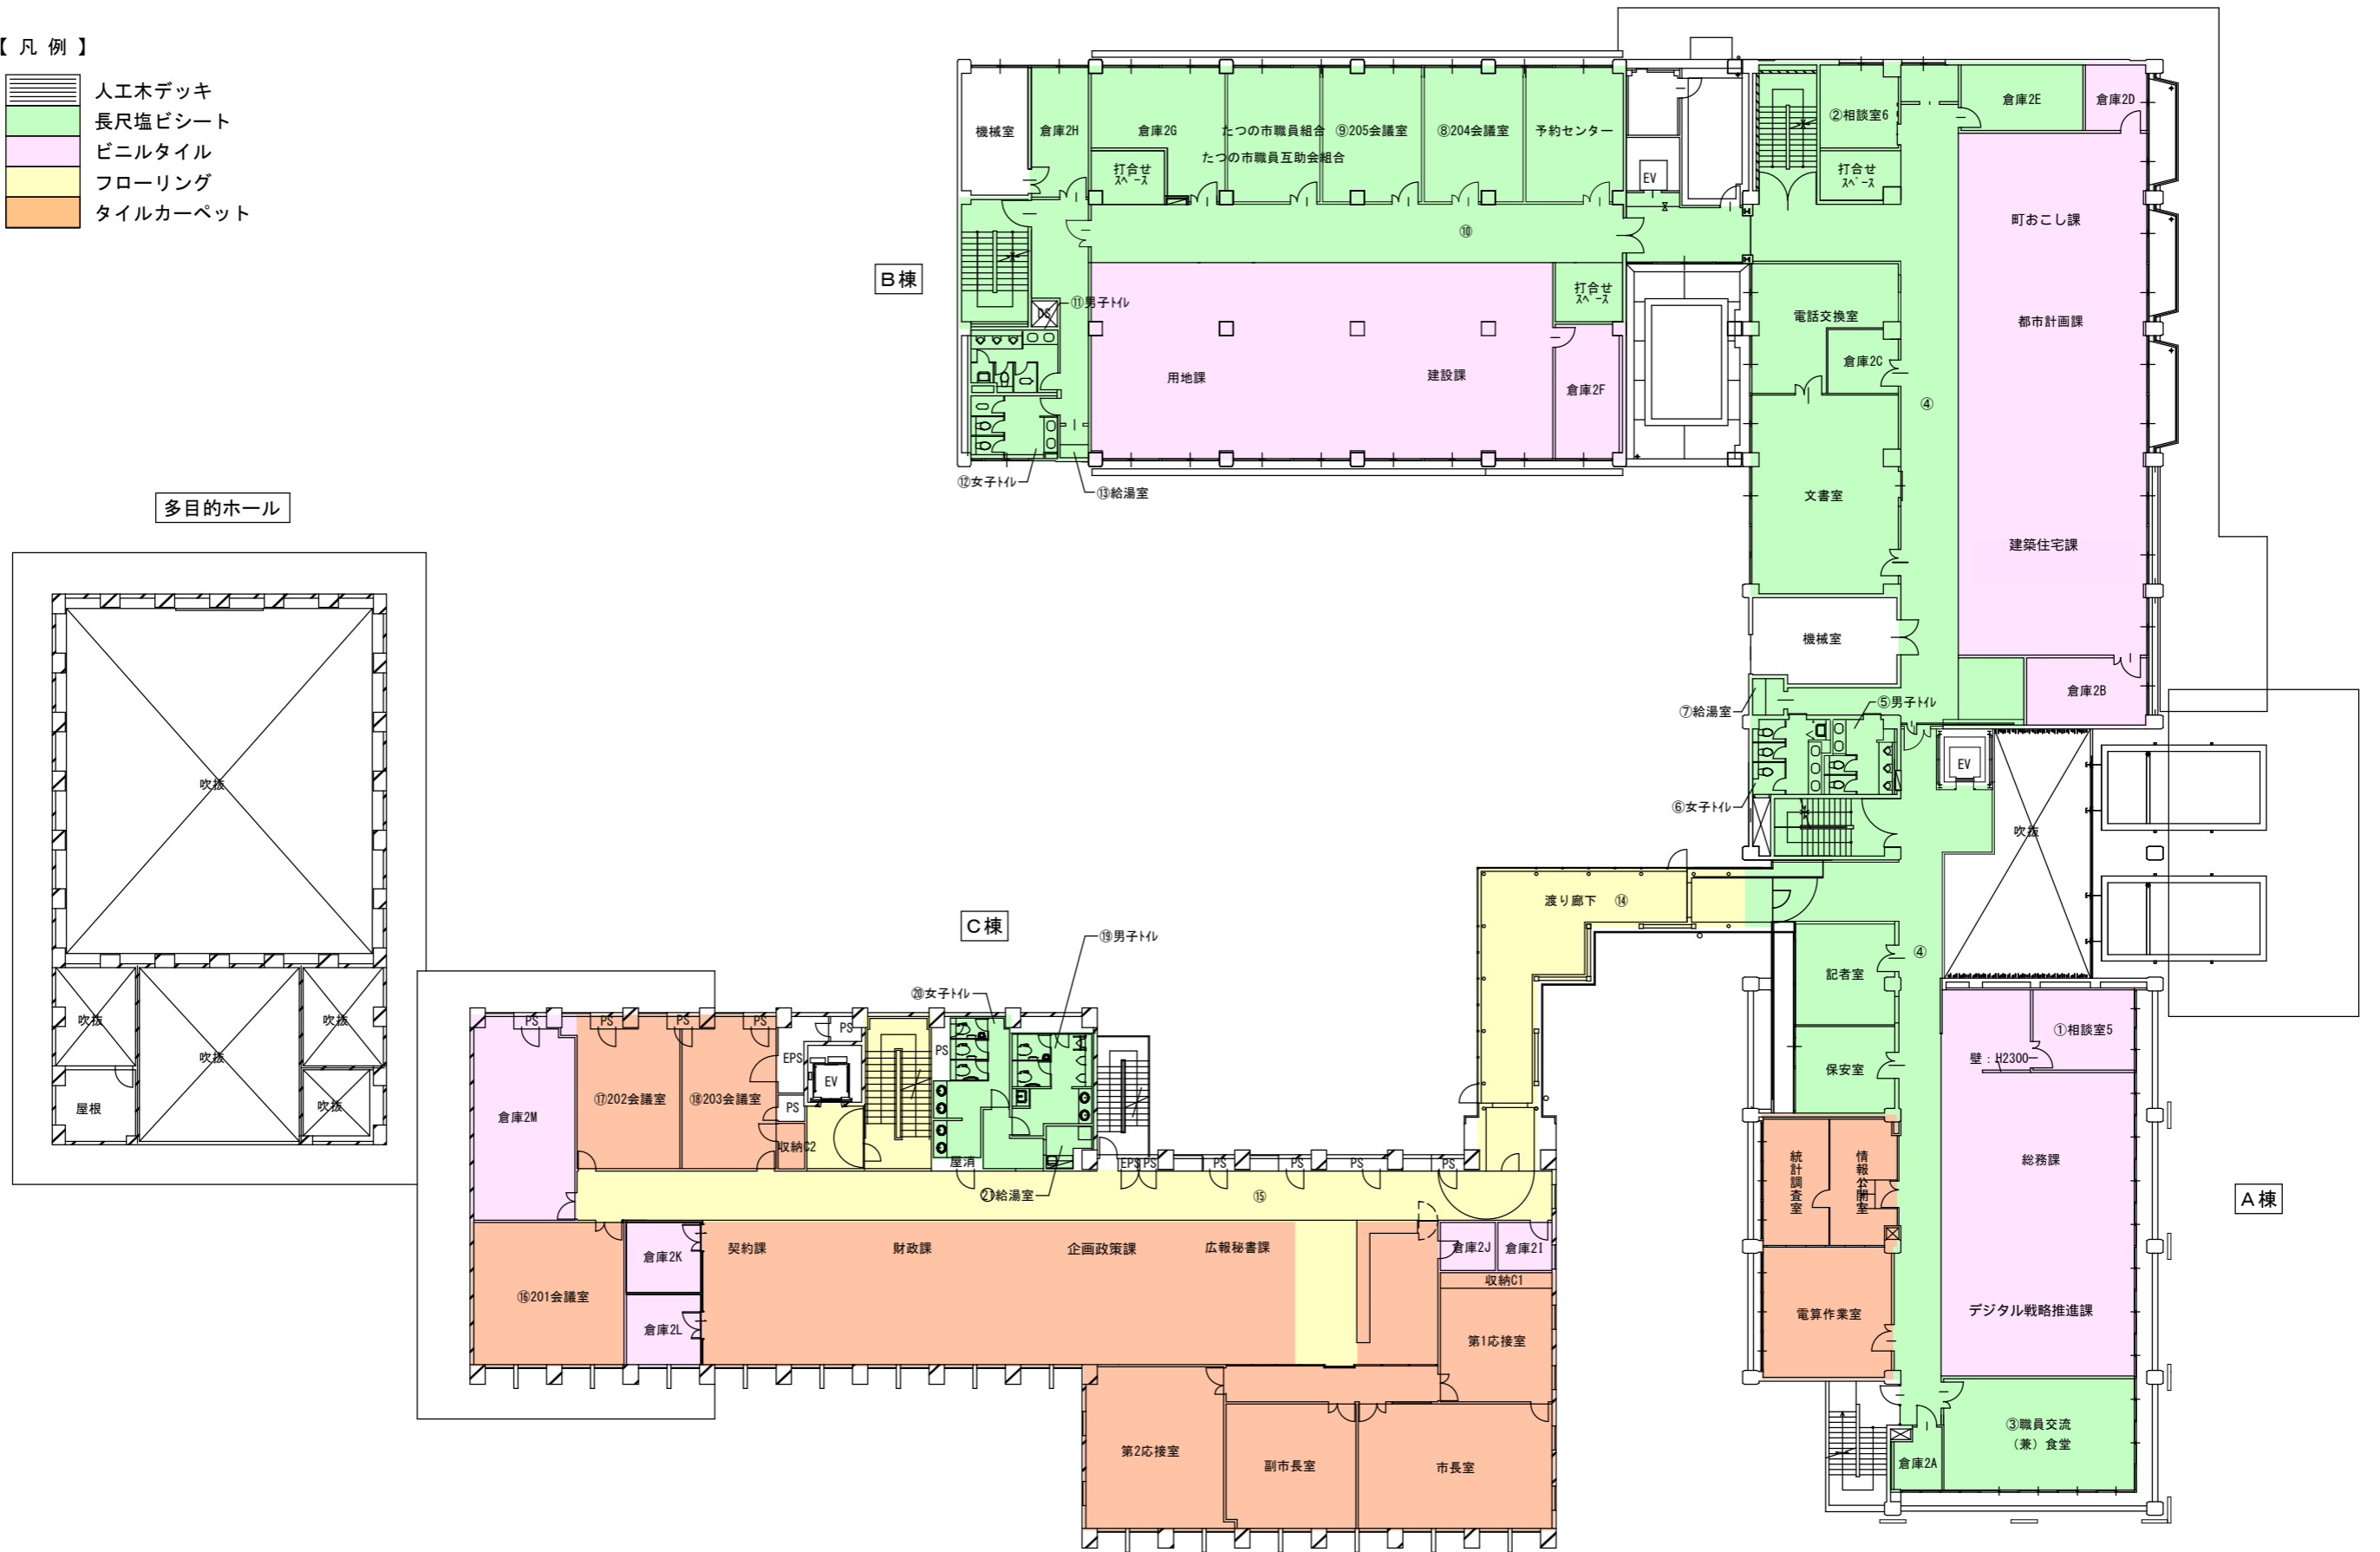 【 凡 例 】
人工木デッキ
長尺塩ビシート
ビニルタイル
フローリング
タイルカーペット
B棟
機械室
倉庫2H
倉庫2G
打合せ
スペース
たつの市職員組合
たつの市職員互助会組合
⑨205会議室
⑧204会議室
予約センター
EV
⑩
DS
⑪男子トイレ
用地課
建設課
打合せ
スペース
倉庫2F
⑫女子トイレ
⑬給湯室
②相談室6
打合せ
スペース
倉庫2E
倉庫2D
町おこし課
都市計画課
電話交換室
倉庫2C
④
文書室
建築住宅課
機械室
倉庫2B
⑦給湯室
⑤男子トイレ
⑥女子トイレ
EV
吹抜
多目的ホール
吹抜
吹抜
吹抜
吹抜
屋根
吹抜
C棟
渡り廊下 ⑭
⑲男子トイレ
⑳女子トイレ
PS
PS
PS
PS
PS
EPS
EV
PS
PS
倉庫2M
⑰202会議室
⑱203会議室
収納C2
屋消
㉑給湯室
EPS
PS
PS
PS
PS
PS
⑮
契約課
財政課
企画政策課
広報秘書課
倉庫2K
倉庫2L
⑯201会議室
倉庫2J
倉庫2I
収納C1
第1応接室
第2応接室
副市長室
市長室
④
記者室
保安室
①相談室5
壁：H2300
統計調査室
情報公開室
総務課
A棟
電算作業室
デジタル戦略推進課
③職員交流
（兼）食堂
倉庫2A